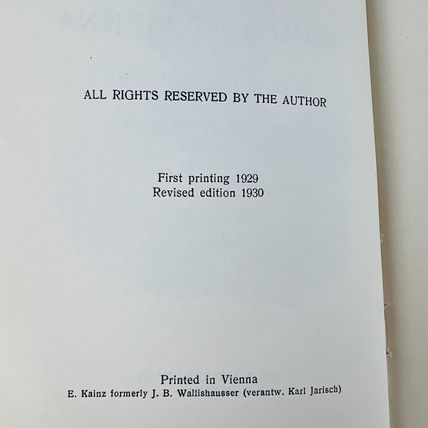 ALL RIGHTS RESERVED BY THE AUTHOR
First printing 1929
Revised edition 1930
Printed in Vienna
E. Kainz formerly J. B. Wallishausser (verantw. Karl Jarisch)